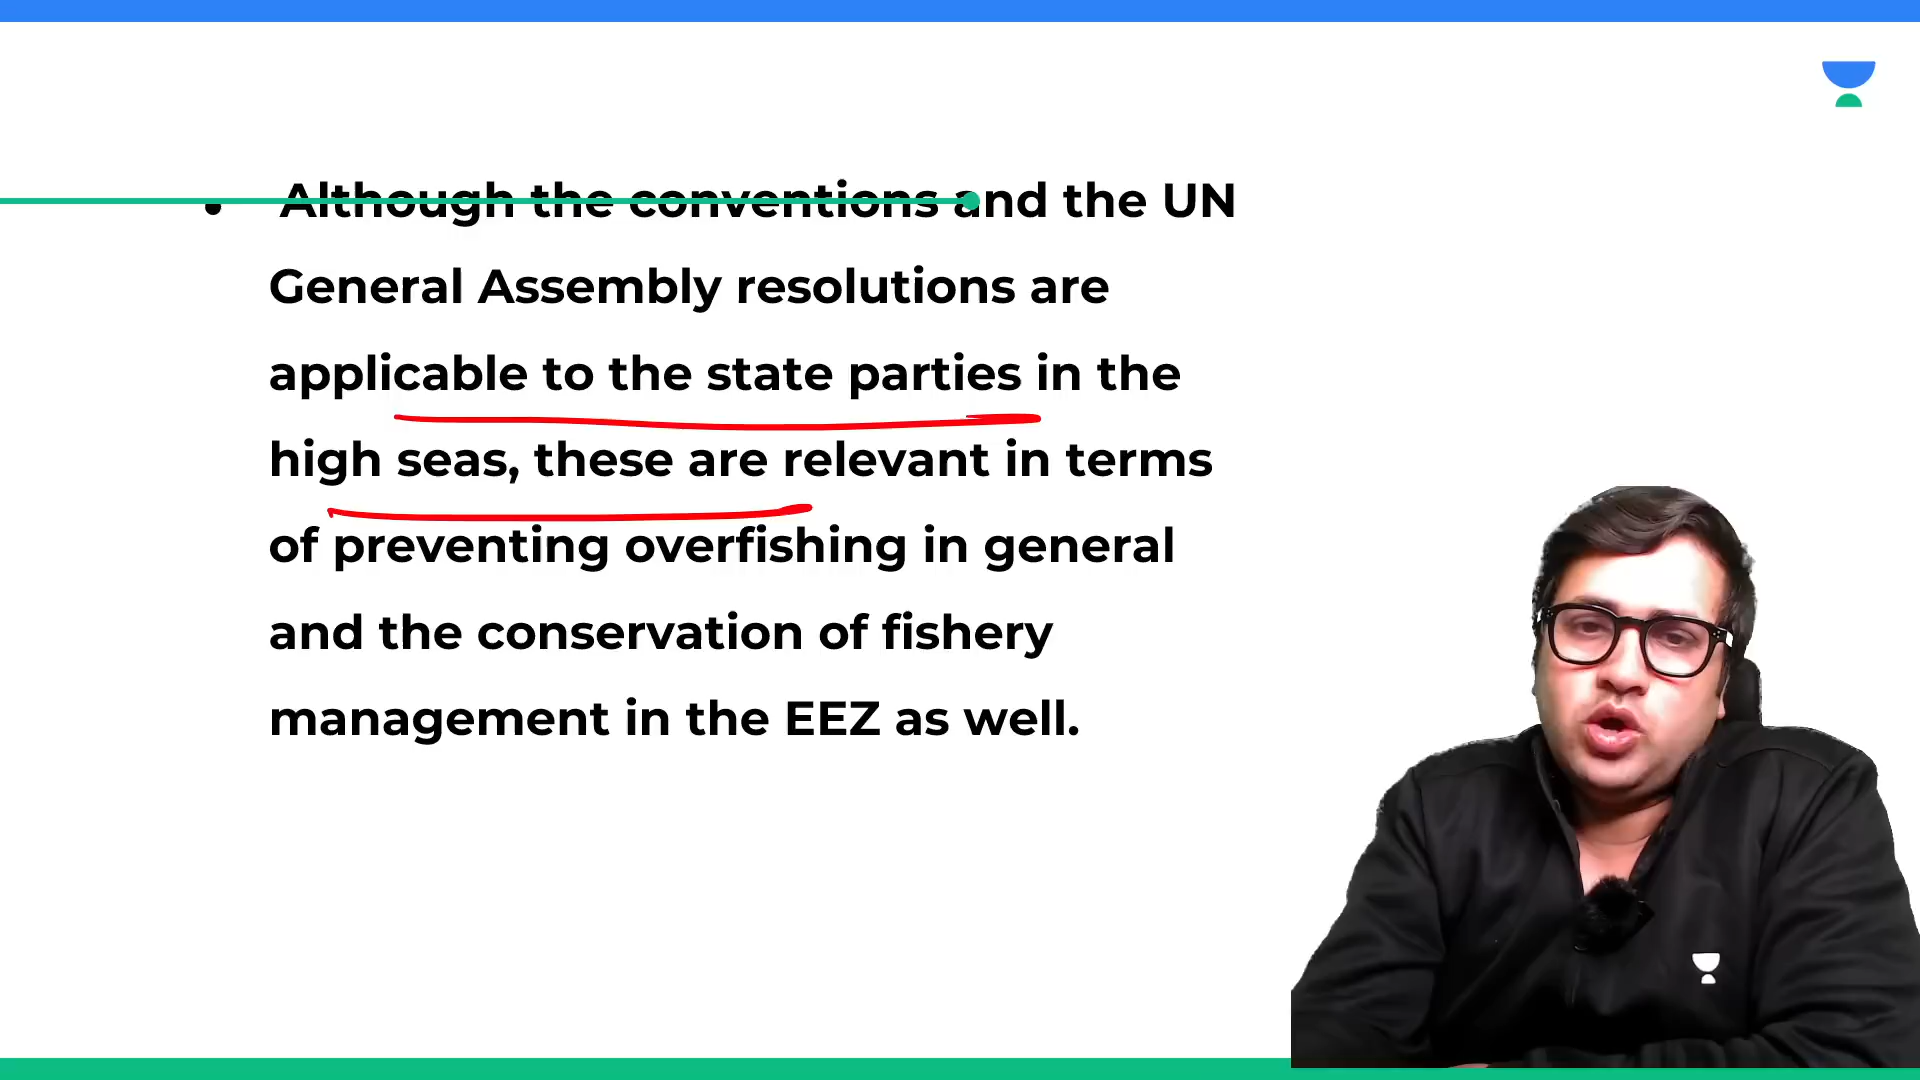 • Although the conventions and the UN
General Assembly resolutions are
applicable to the state parties in the
high seas, these are relevant in terms
of preventing overfishing in general
and the conservation of fishery
management in the EEZ as well.